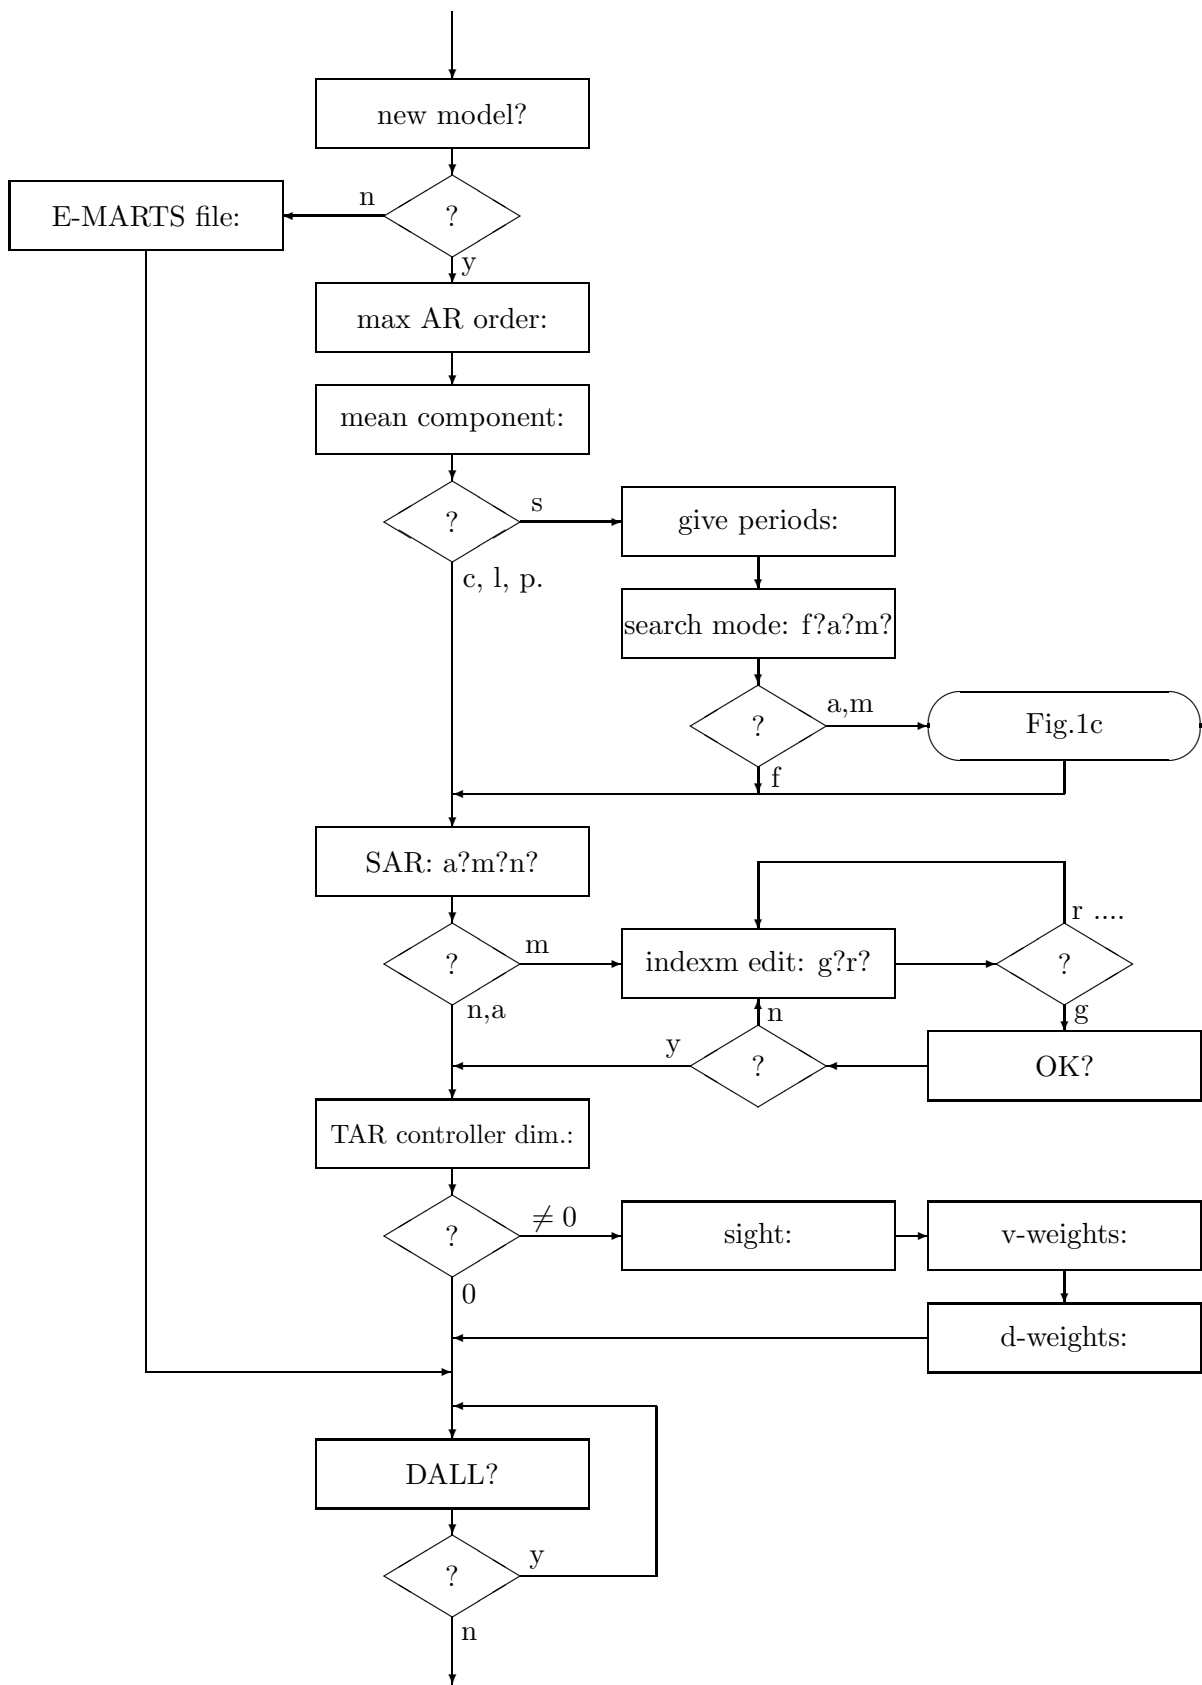 new model?
n
E-MARTS file:
?
y
max AR order:
mean component:
?
s
give periods:
c, l, p.
search mode: f?a?m?
?
a,m
Fig.1c
f
SAR: a?m?n?
r ....
?
m
indexm edit: g?r?
?
n,a
n
g
y
?
OK?
TAR controller dim.:
?
≠ 0
sight:
v-weights:
0
d-weights:
DALL?
?
y
n